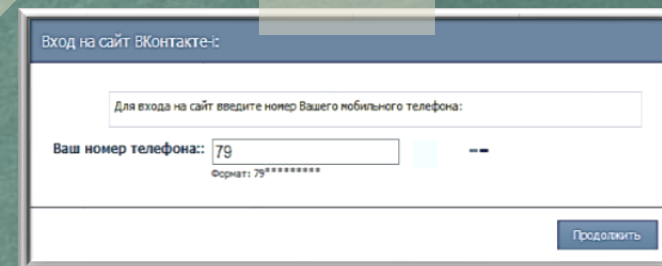 Вход на сайт ВКонтакте-i:
Для входа на сайт введите номер Вашего мобильного телефона:
Ваш номер телефона:: 79
Формат: 79*********
Продолжить